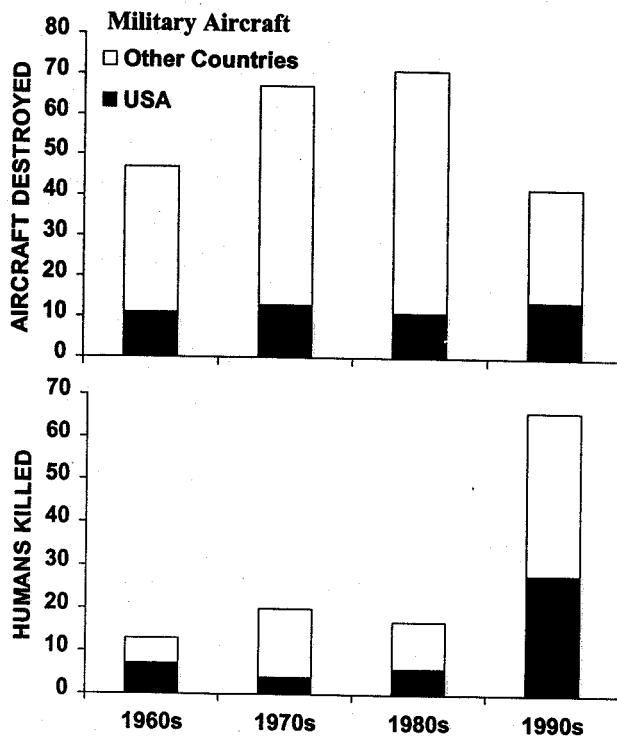 Military Aircraft
Other Countries
USA
AIRCRAFT DESTROYED
80
70
60
50
40
30
20
10
0
HUMANS KILLED
70
60
50
40
30
20
10
0
1960s 1970s 1980s 1990s